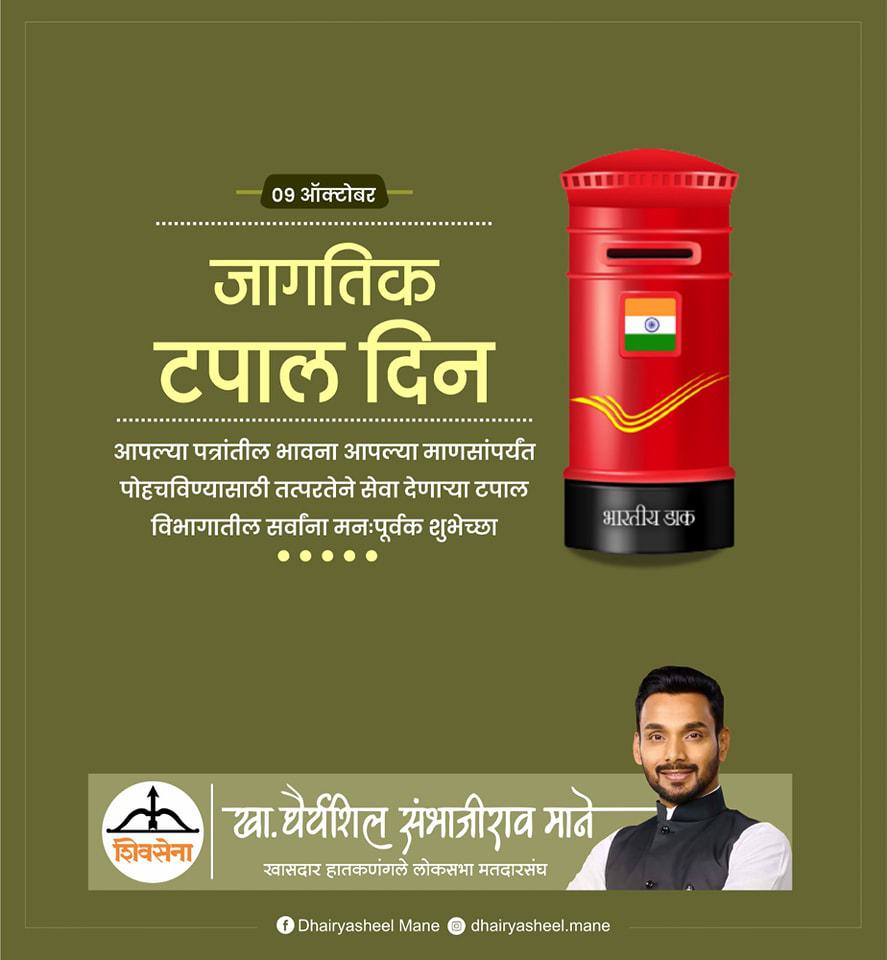 09 ऑक्टोबर
जागतिक
टपाल दिन
आपल्या पत्रांतील भावना आपल्या माणसांपर्यंत
पोहचविण्यासाठी तत्परतेने सेवा देणाऱ्या टपाल
विभागातील सर्वांना मनःपूर्वक शुभेच्छा
भारतीय डाक
शिवसेना
खा. धैर्यशिल संभाजीराव माने
खासदार हातकणंगले लोकसभा मतदारसंघ
Dhairyasheel Mane dhairyasheel.mane